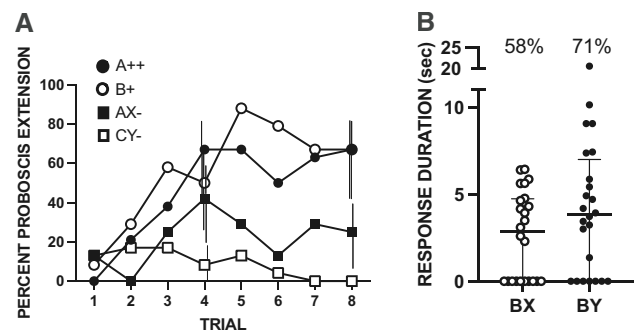 A
PERCENT PROBOSCIS EXTENSION
100
80
60
40
20
0
A++
B+
AX-
CY-
1 2 3 4 5 6 7 8
TRIAL
B
RESPONSE DURATION (sec)
25
20
10
5
0
58% 71%
BX BY